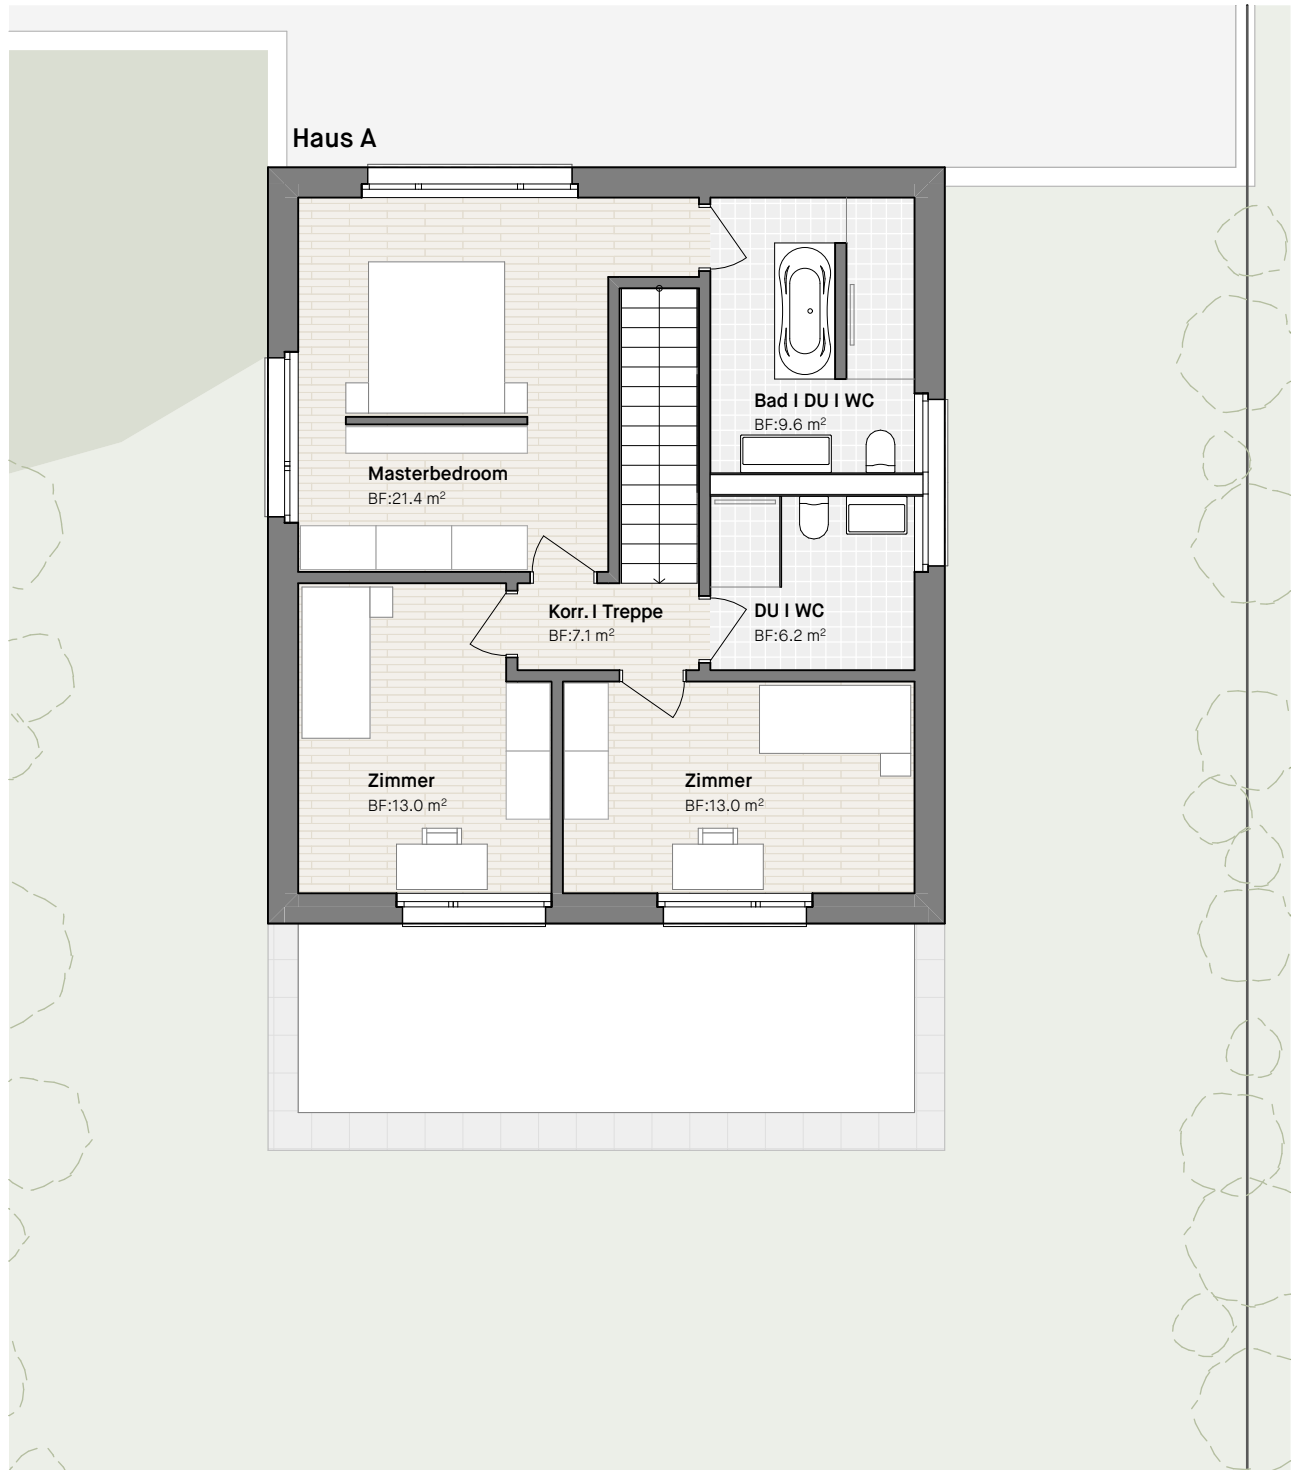 Haus A
Bad I DU I WC
BF:9.6 m²
Masterbedroom
BF:21.4 m²
Korr. I Treppe
BF:7.1 m²
DU I WC
BF:6.2 m²
Zimmer
BF:13.0 m²
Zimmer
BF:13.0 m²